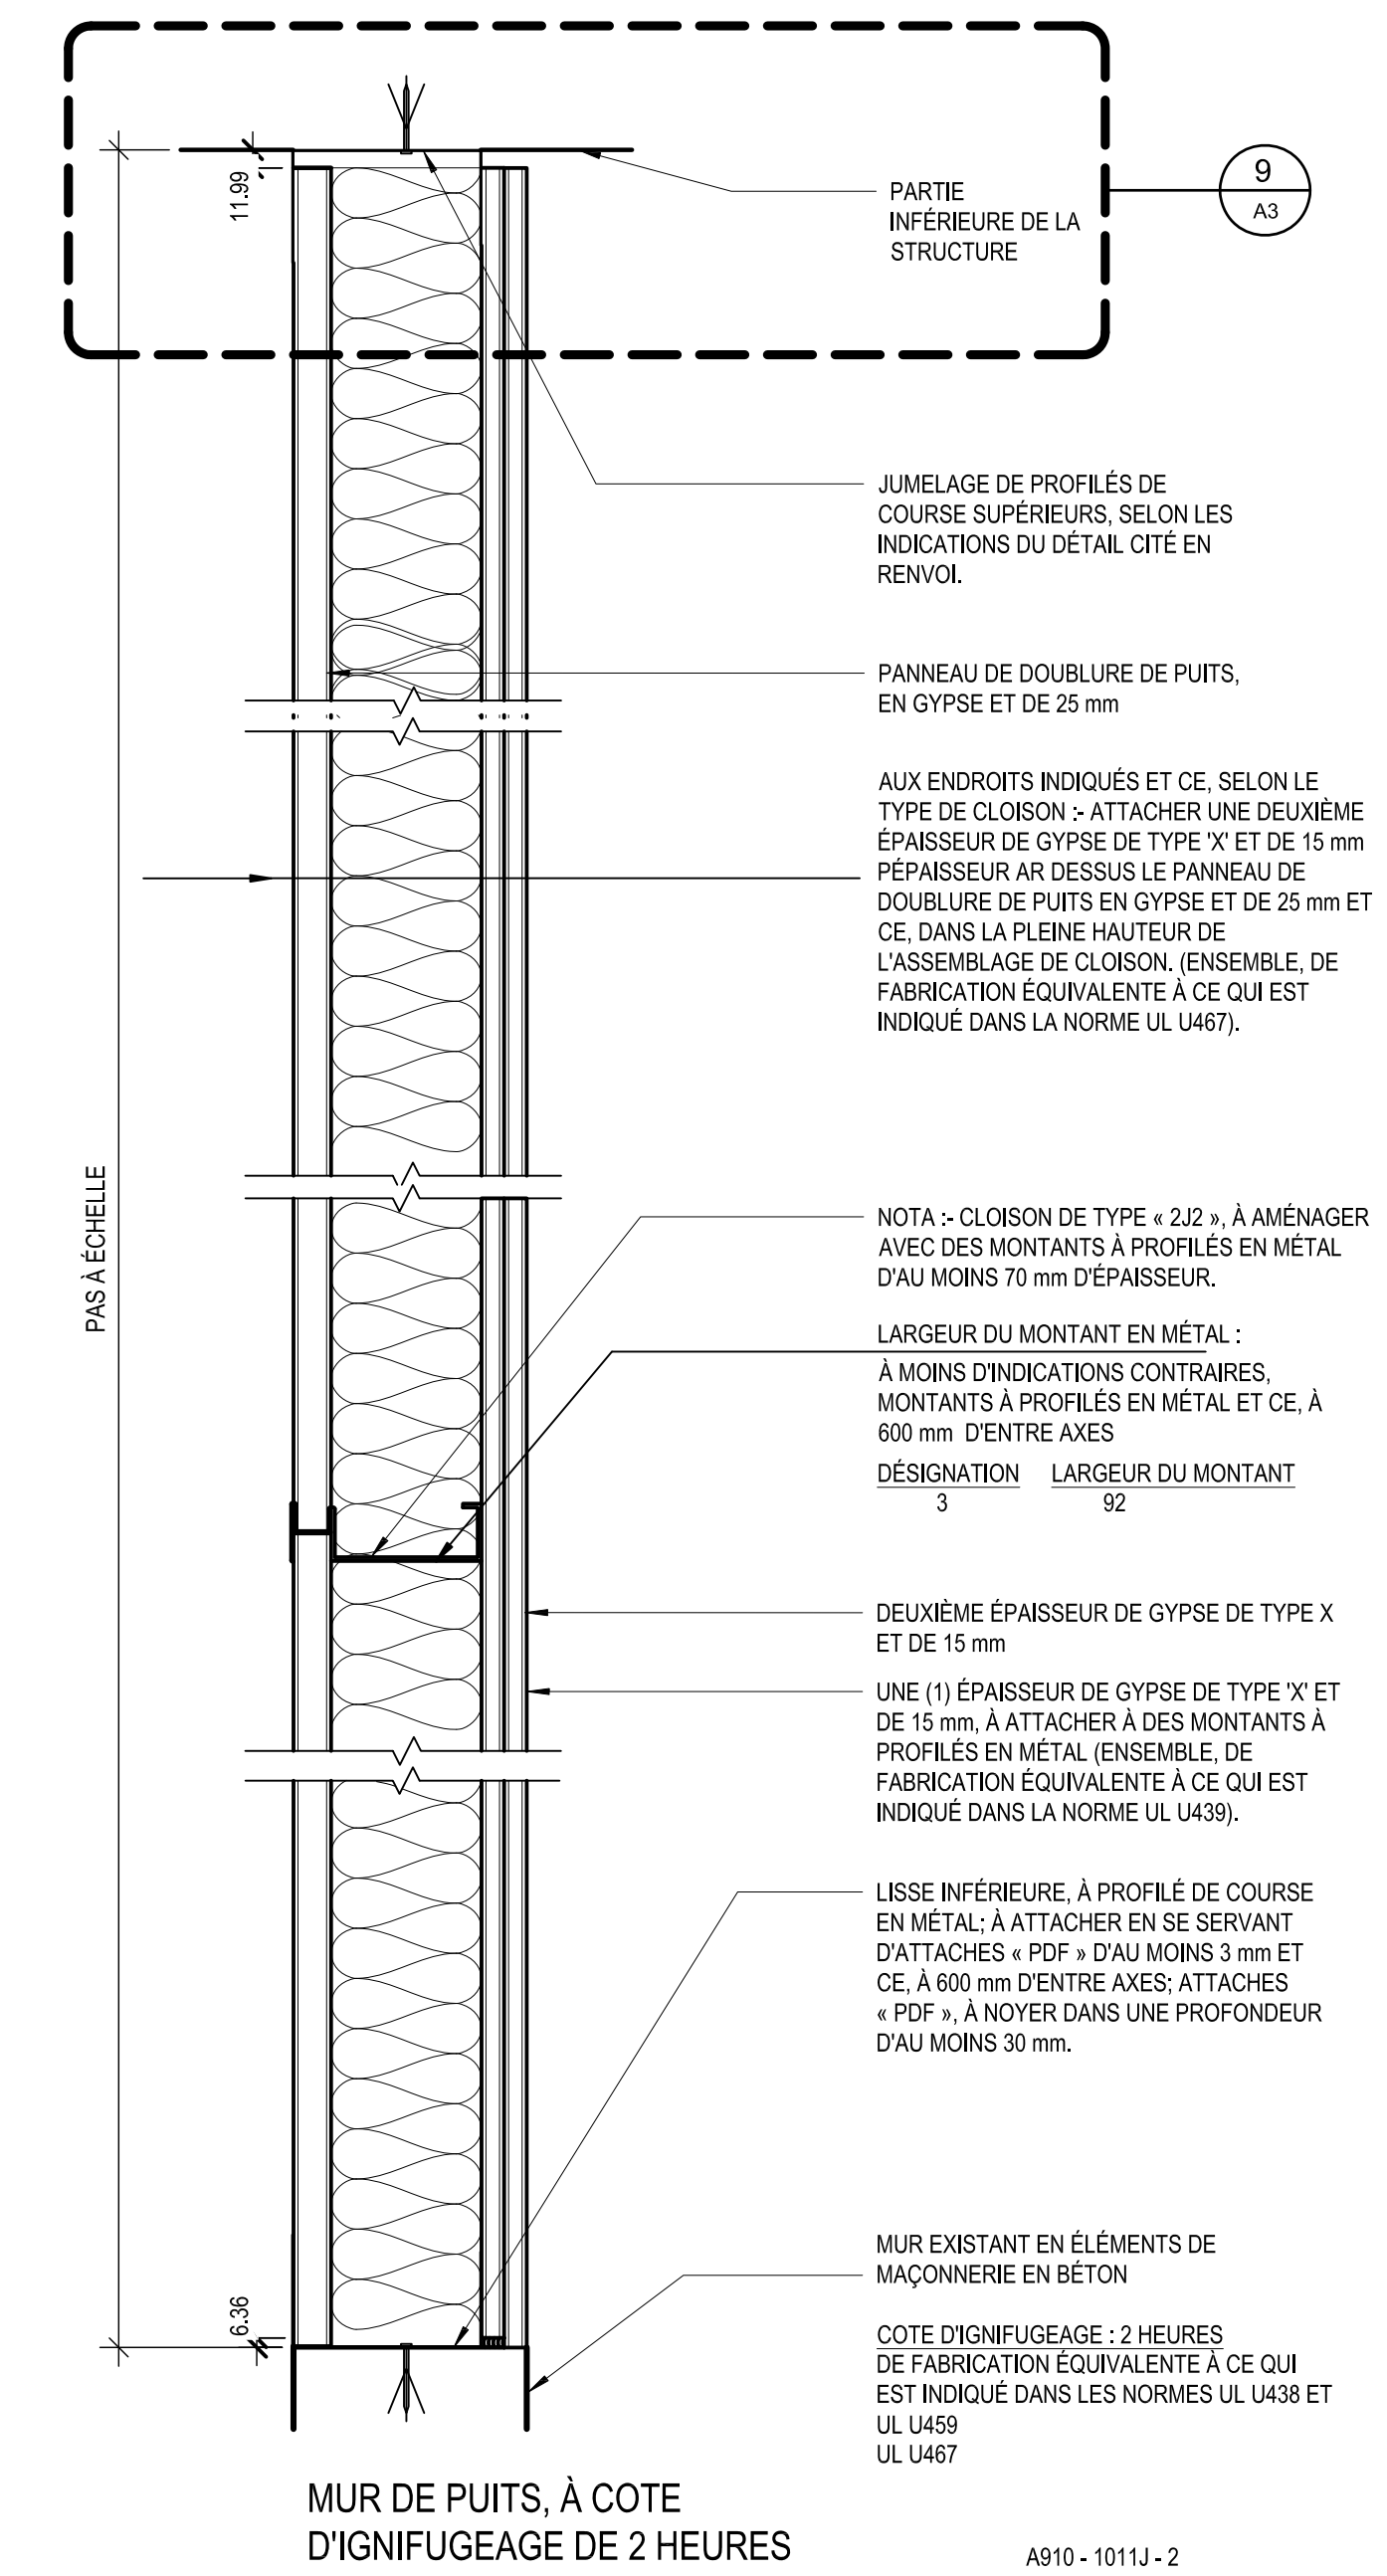 11.99
PARTIE
INFÉRIEURE DE LA
STRUCTURE
9
A3
JUMELAGE DE PROFILÉS DE
COURSE SUPÉRIEURS, SELON LES
INDICATIONS DU DÉTAIL CITÉ EN
RENVOI.
PANNEAU DE DOUBLURE DE PUITS,
EN GYPSE ET DE 25 mm
AUX ENDROITS INDIQUÉS ET CE, SELON LE
TYPE DE CLOISON :- ATTACHER UNE DEUXIÈME
ÉPAISSEUR DE GYPSE DE TYPE 'X' ET DE 15 mm
PÉPAISSEUR AR DESSUS LE PANNEAU DE
DOUBLURE DE PUITS EN GYPSE ET DE 25 mm ET
CE, DANS LA PLEINE HAUTEUR DE
L'ASSEMBLAGE DE CLOISON. (ENSEMBLE, DE
FABRICATION ÉQUIVALENTE À CE QUI EST
INDIQUÉ DANS LA NORME UL U467).
PAS À ÉCHELLE
NOTA :- CLOISON DE TYPE « 2J2 », À AMÉNAGER
AVEC DES MONTANTS À PROFILÉS EN MÉTAL
D'AU MOINS 70 mm D'ÉPAISSEUR.
LARGEUR DU MONTANT EN MÉTAL :
À MOINS D'INDICATIONS CONTRAIRES,
MONTANTS À PROFILÉS EN MÉTAL ET CE, À
600 mm D'ENTRE AXES
DÉSIGNATION LARGEUR DU MONTANT
3 92
DEUXIÈME ÉPAISSEUR DE GYPSE DE TYPE X
ET DE 15 mm
UNE (1) ÉPAISSEUR DE GYPSE DE TYPE 'X' ET
DE 15 mm, À ATTACHER À DES MONTANTS À
PROFILÉS EN MÉTAL (ENSEMBLE, DE
FABRICATION ÉQUIVALENTE À CE QUI EST
INDIQUÉ DANS LA NORME UL U439).
LISSE INFÉRIEURE, À PROFILÉ DE COURSE
EN MÉTAL; À ATTACHER EN SE SERVANT
D'ATTACHES « PDF » D'AU MOINS 3 mm ET
CE, À 600 mm D'ENTRE AXES; ATTACHES
« PDF », À NOYER DANS UNE PROFONDEUR
D'AU MOINS 30 mm.
6.36
MUR EXISTANT EN ÉLÉMENTS DE
MAÇONNERIE EN BÉTON
COTE D'IGNIFUGEAGE : 2 HEURES
DE FABRICATION ÉQUIVALENTE À CE QUI
EST INDIQUÉ DANS LES NORMES UL U438 ET
UL U459
UL U467
MUR DE PUITS, À COTE
D'IGNIFUGEAGE DE 2 HEURES
A910 - 1011J - 2